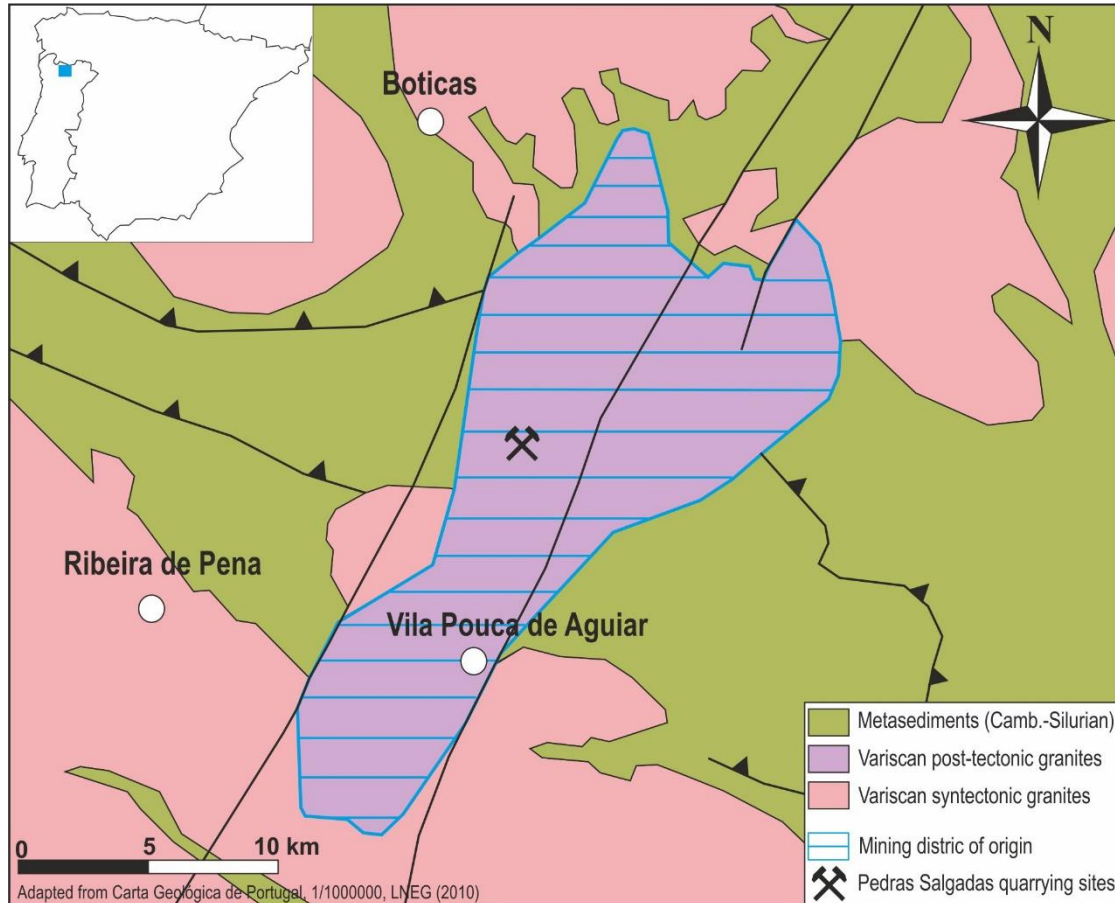 N
Boticas
Ribeira de Pena
Vila Pouca de Aguiar
Metasediments (Camb.-Silurian)
Variscan post-tectonic granites
Variscan syntectonic granites
Mining distric of origin
Pedras Salgadas quarrying sites
0 5 10 km
Adapted from Carta Geológica de Portugal, 1/1000000, LNEG (2010)